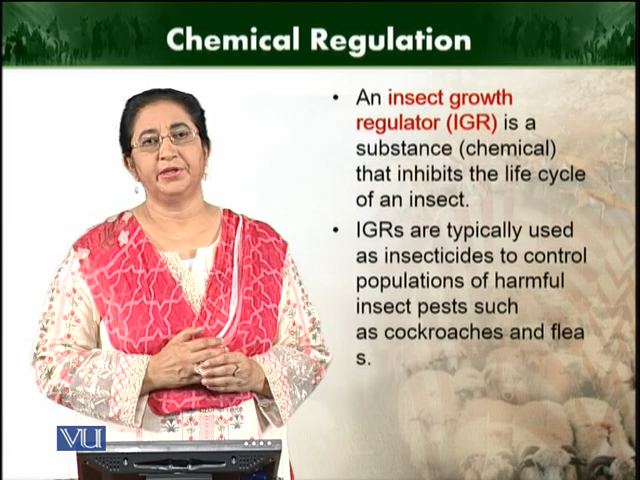 Chemical Regulation
• An insect growth
regulator (IGR) is a
substance (chemical)
that inhibits the life cycle
of an insect.
• IGRs are typically used
as insecticides to control
populations of harmful
insect pests such
as cockroaches and flea
s.
VU